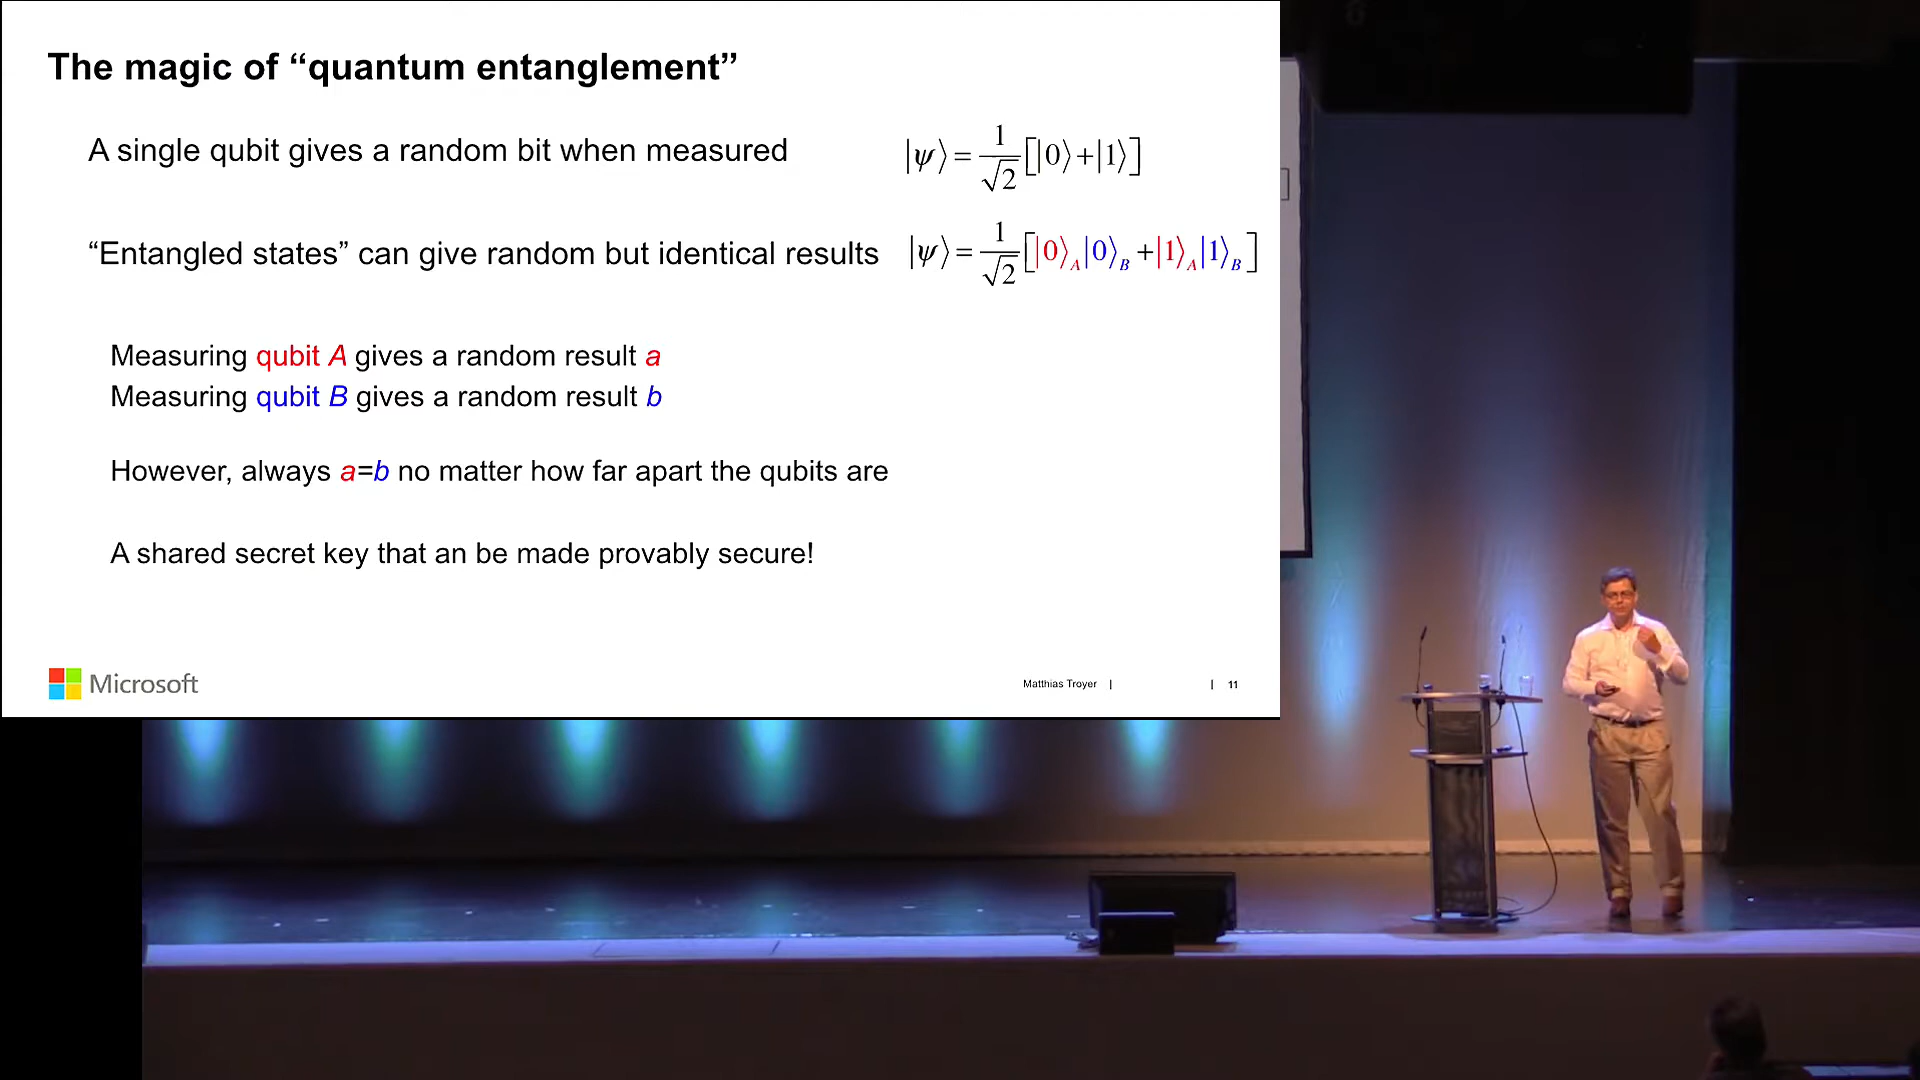 The magic of “quantum entanglement”
A single qubit gives a random bit when measured |ψ⟩ = 1/√2 [|0⟩+|1⟩]
“Entangled states” can give random but identical results |ψ⟩ = 1/√2 [|0⟩A|0⟩B +|1⟩A|1⟩B]
Measuring qubit A gives a random result a
Measuring qubit B gives a random result b
However, always a=b no matter how far apart the qubits are
A shared secret key that an be made provably secure!
Microsoft
Matthias Troyer | | 11